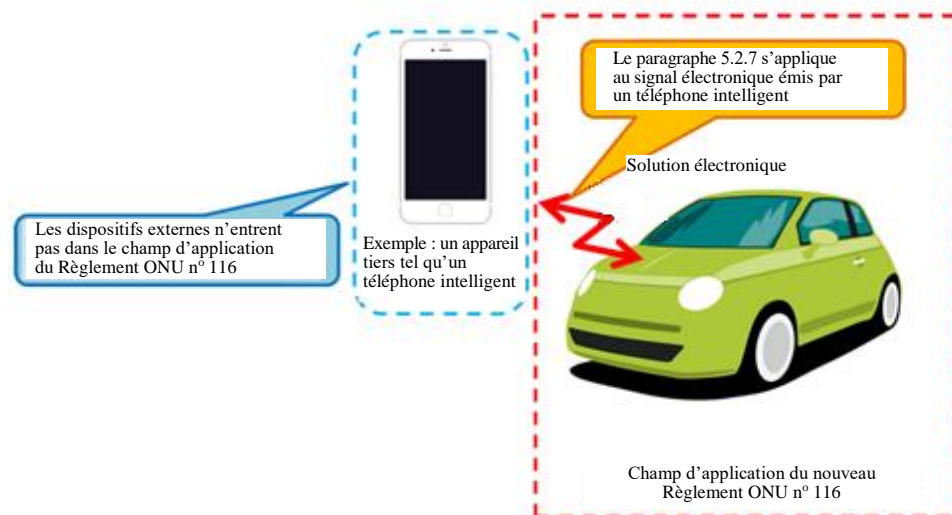 Le paragraphe 5.2.7 s’applique
au signal électronique émis par
un téléphone intelligent
Solution électronique
Les dispositifs externes n’entrent
pas dans le champ d’application
du Règlement ONU nº 116
Exemple : un appareil
tiers tel qu’un
téléphone intelligent
Champ d’application du nouveau
Règlement ONU nº 116